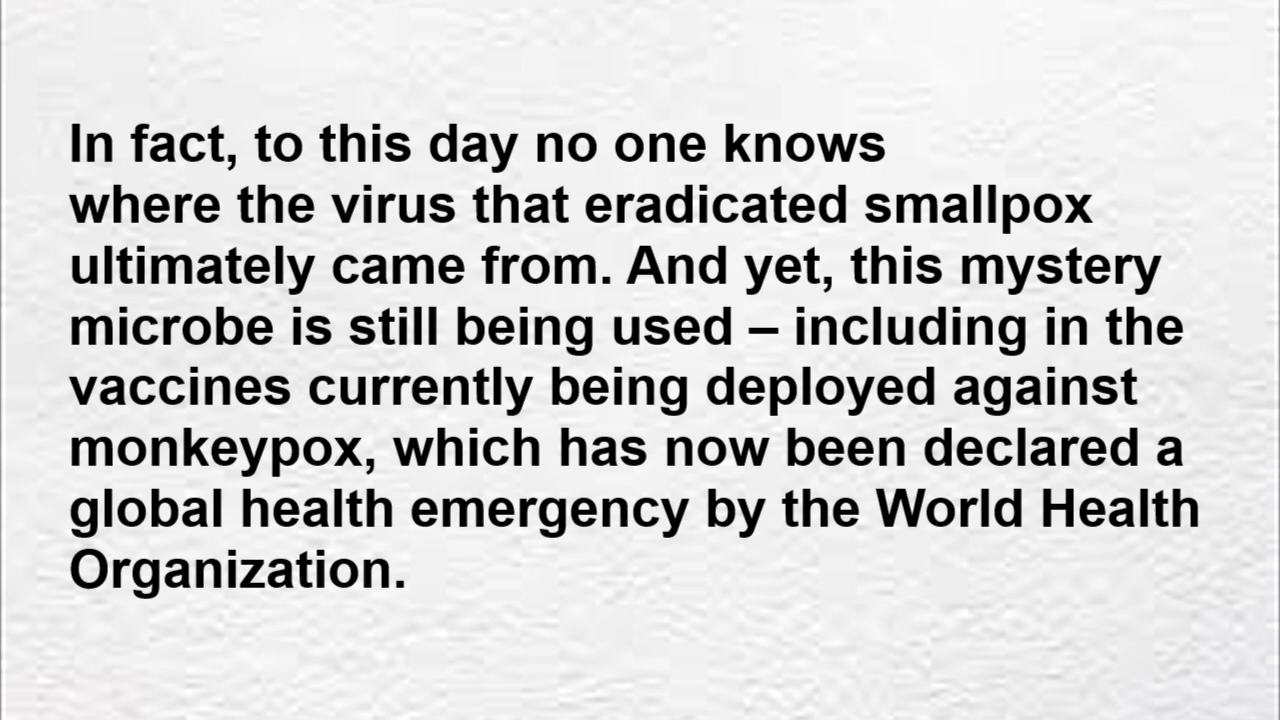 In fact, to this day no one knows
where the virus that eradicated smallpox
ultimately came from. And yet, this mystery
microbe is still being used – including in the
vaccines currently being deployed against
monkeypox, which has now been declared a
global health emergency by the World Health
Organization.